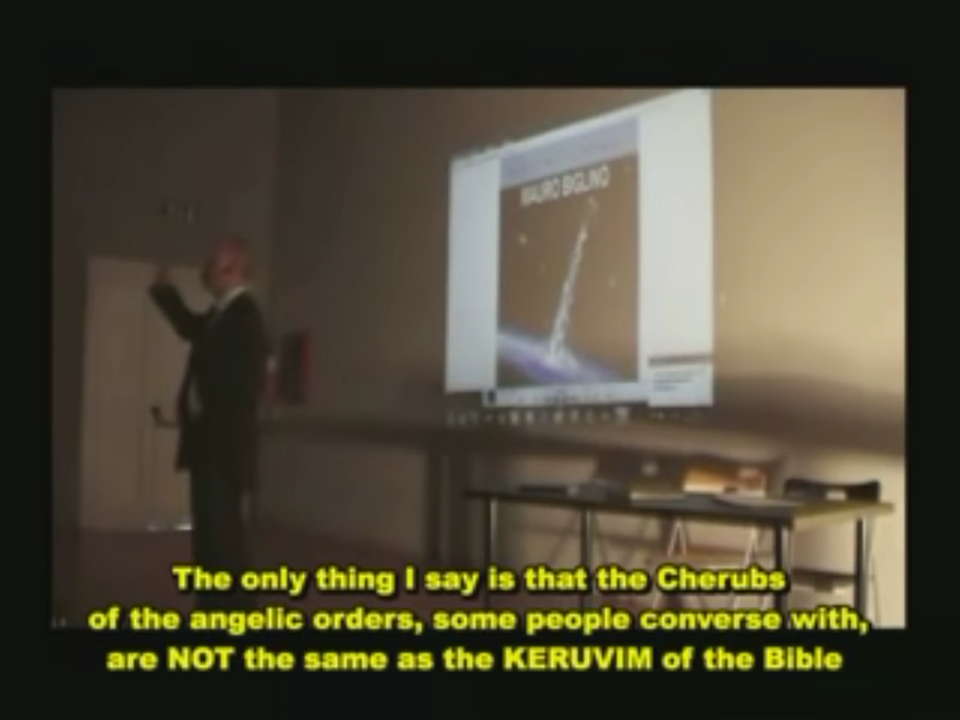 MAURO BIGLINO
The only thing I say is that the Cherubs
of the angelic orders, some people converse with,
are NOT the same as the KERUVIM of the Bible